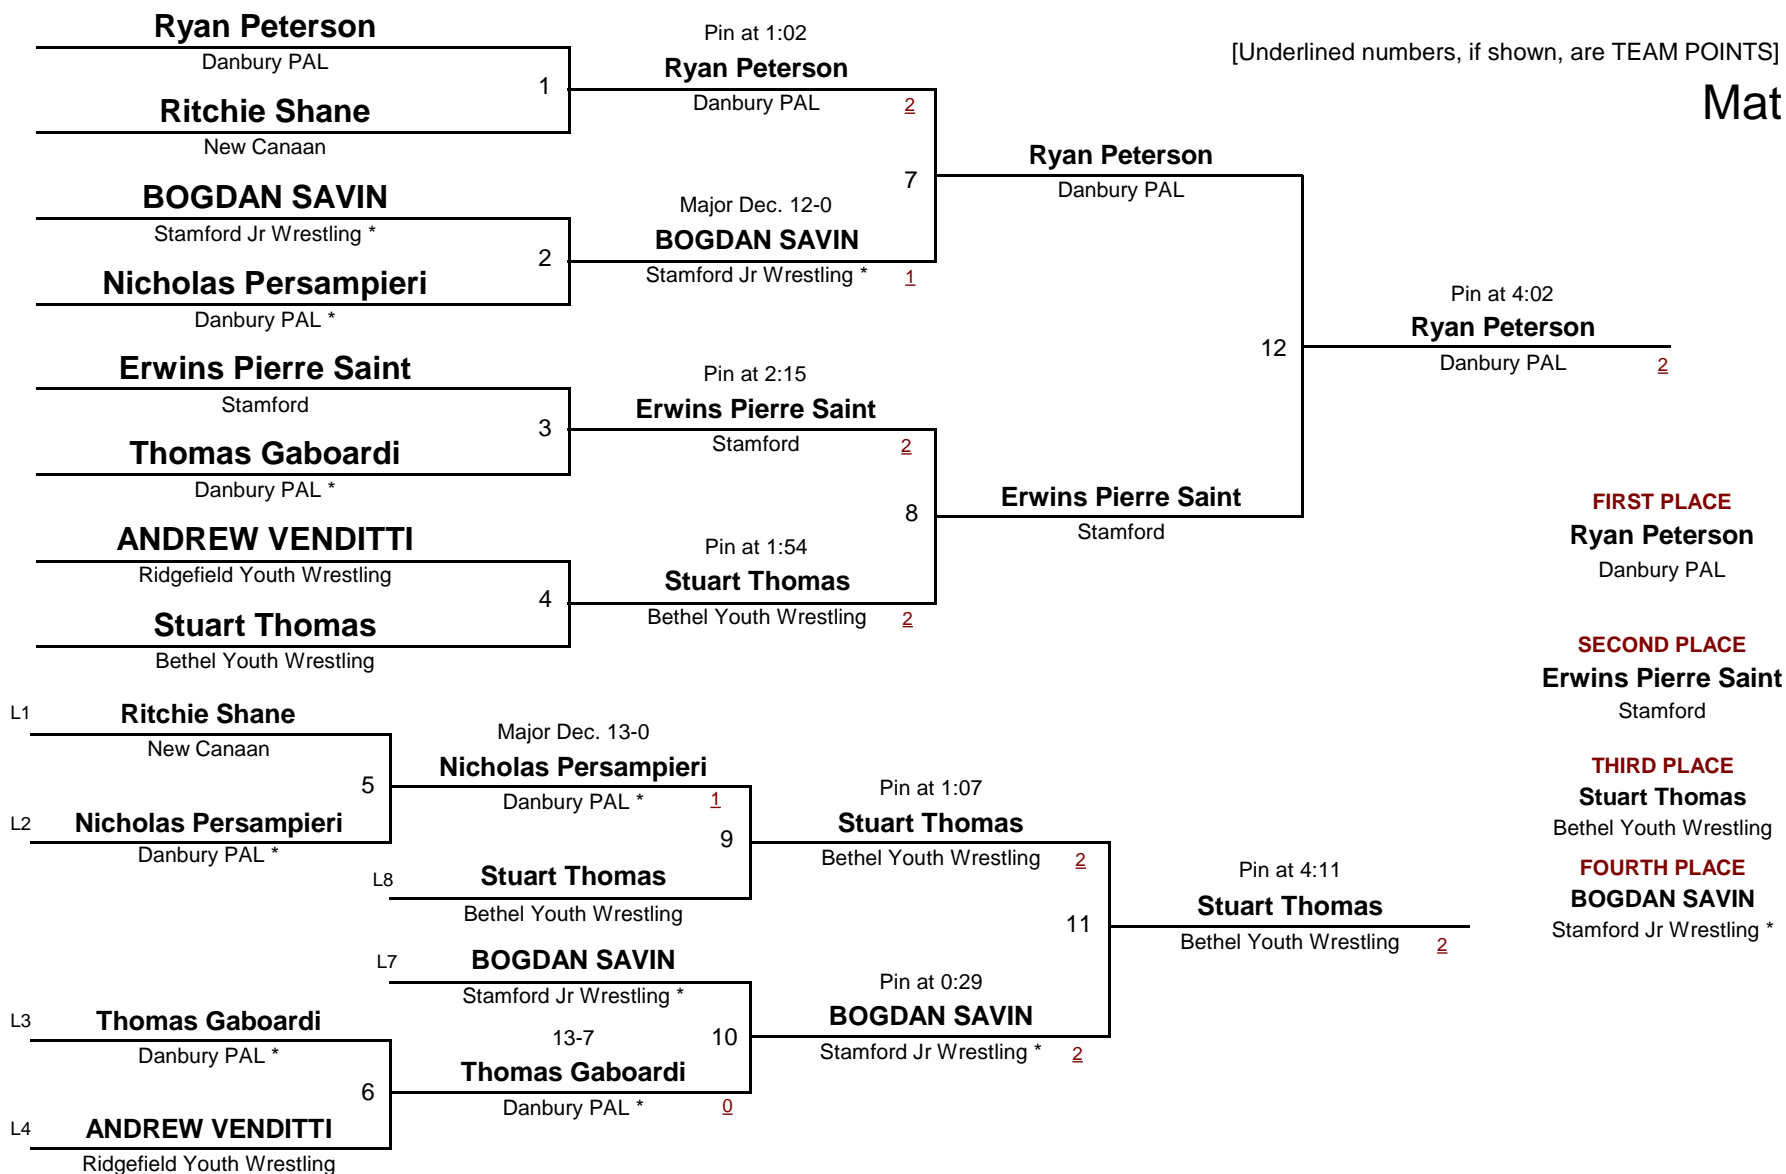 Ryan Peterson
Danbury PAL
1
Ritchie Shane
New Canaan
BOGDAN SAVIN
Stamford Jr Wrestling *
2
Nicholas Persampieri
Danbury PAL *
Erwins Pierre Saint
Stamford
3
Thomas Gaboardi
Danbury PAL *
ANDREW VENDITTI
Ridgefield Youth Wrestling
4
Stuart Thomas
Bethel Youth Wrestling
Pin at 1:02
Ryan Peterson
Danbury PAL 2
7
Major Dec. 12-0
BOGDAN SAVIN
Stamford Jr Wrestling * 1
Pin at 2:15
Erwins Pierre Saint
Stamford 2
8
Pin at 1:54
Stuart Thomas
Bethel Youth Wrestling 2
Ryan Peterson
Danbury PAL
12
Erwins Pierre Saint
Stamford
[Underlined numbers, if shown, are TEAM POINTS]
Mat
Pin at 4:02
Ryan Peterson
Danbury PAL 2
FIRST PLACE
Ryan Peterson
Danbury PAL
SECOND PLACE
Erwins Pierre Saint
Stamford
THIRD PLACE
Stuart Thomas
Bethel Youth Wrestling
FOURTH PLACE
BOGDAN SAVIN
Stamford Jr Wrestling *
L1 Ritchie Shane
New Canaan
5
L2 Nicholas Persampieri
Danbury PAL *
L3 Thomas Gaboardi
Danbury PAL *
6
L4 ANDREW VENDITTI
Ridgefield Youth Wrestling
Major Dec. 13-0
Nicholas Persampieri
Danbury PAL * 1
9
L8 Stuart Thomas
Bethel Youth Wrestling
L7 BOGDAN SAVIN
Stamford Jr Wrestling *
13-7 10
Thomas Gaboardi
Danbury PAL * 0
Pin at 1:07
Stuart Thomas
Bethel Youth Wrestling 2
11
Pin at 0:29
BOGDAN SAVIN
Stamford Jr Wrestling * 2
Pin at 4:11
Stuart Thomas
Bethel Youth Wrestling 2